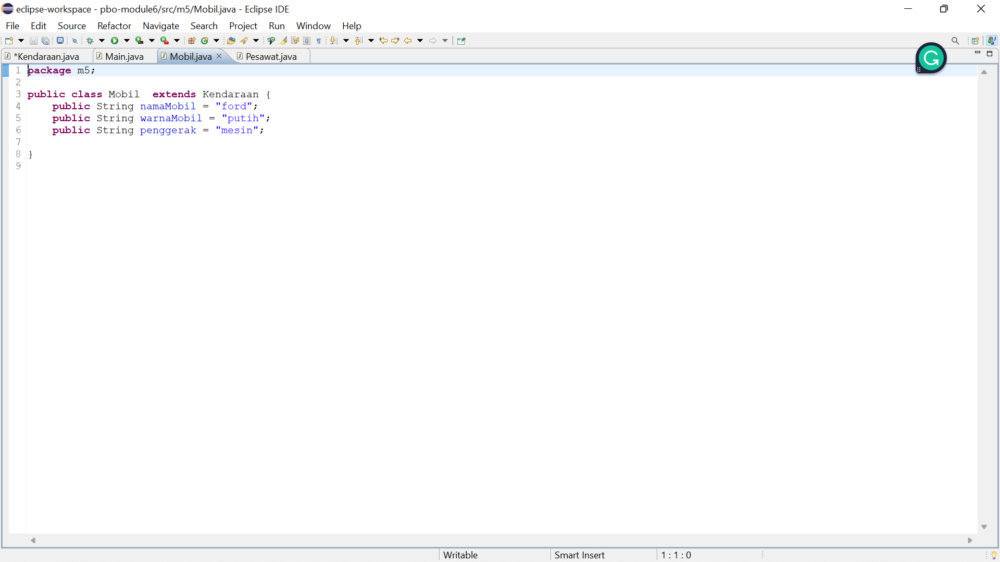 eclipse-workspace - pbo-module6/src/m5/Mobil.java - Eclipse IDE
File Edit Source Refactor Navigate Search Project Run Window Help
*Kendaraan.java Main.java Mobil.java Pesawat.java
1 package m5;
2
3 public class Mobil  extends Kendaraan {
4     public String namaMobil = "ford";
5     public String warnaMobil = "putih";
6     public String penggerak = "mesin";
7
8 }
9
Writable Smart Insert 1 : 1 : 0